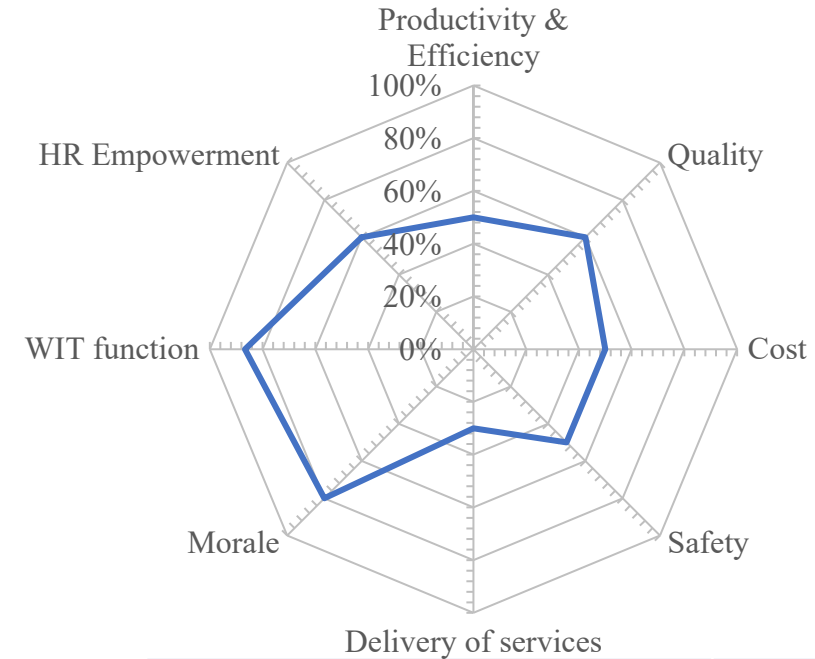 Productivity &
Efficiency
100%
80%
60%
40%
20%
0%
HR Empowerment
Quality
WIT function
Cost
Morale
Safety
Delivery of services